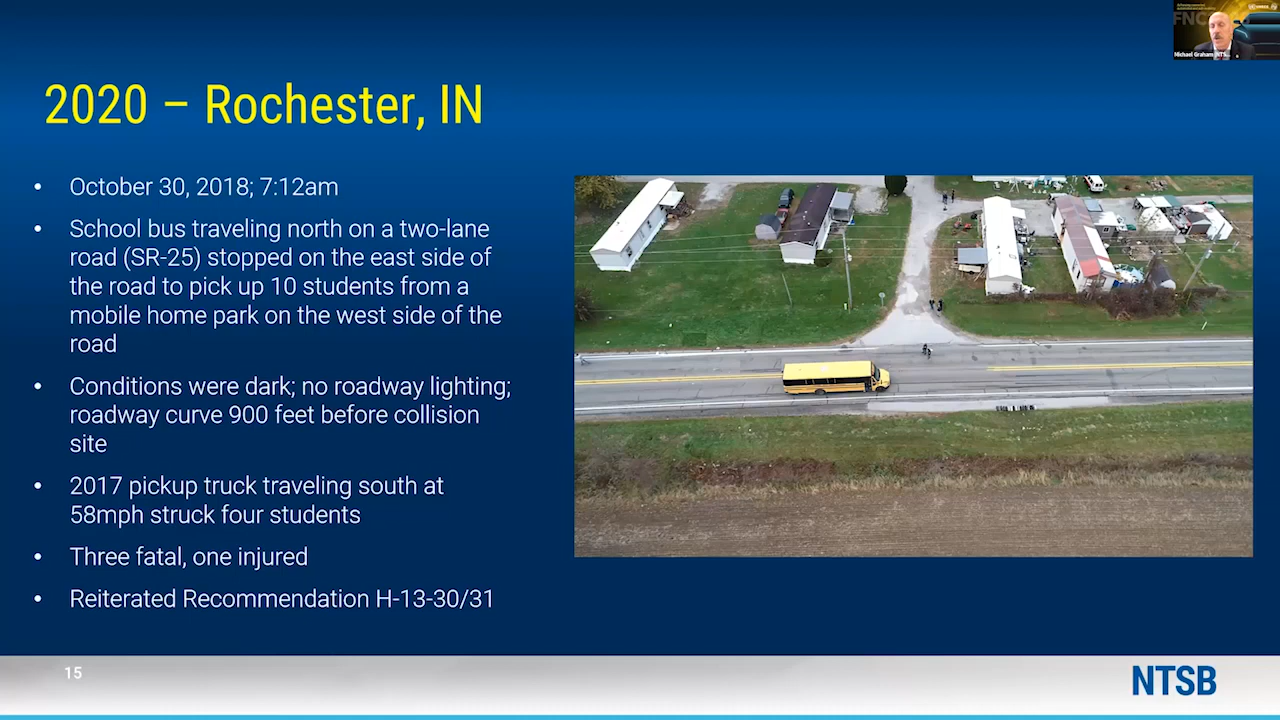 2020 – Rochester, IN
• October 30, 2018; 7:12am
• School bus traveling north on a two-lane
road (SR-25) stopped on the east side of
the road to pick up 10 students from a
mobile home park on the west side of the
road
• Conditions were dark; no roadway lighting;
roadway curve 900 feet before collision
site
• 2017 pickup truck traveling south at
58mph struck four students
• Three fatal, one injured
• Reiterated Recommendation H-13-30/31
15
NTSB
FNC
Michael Graham